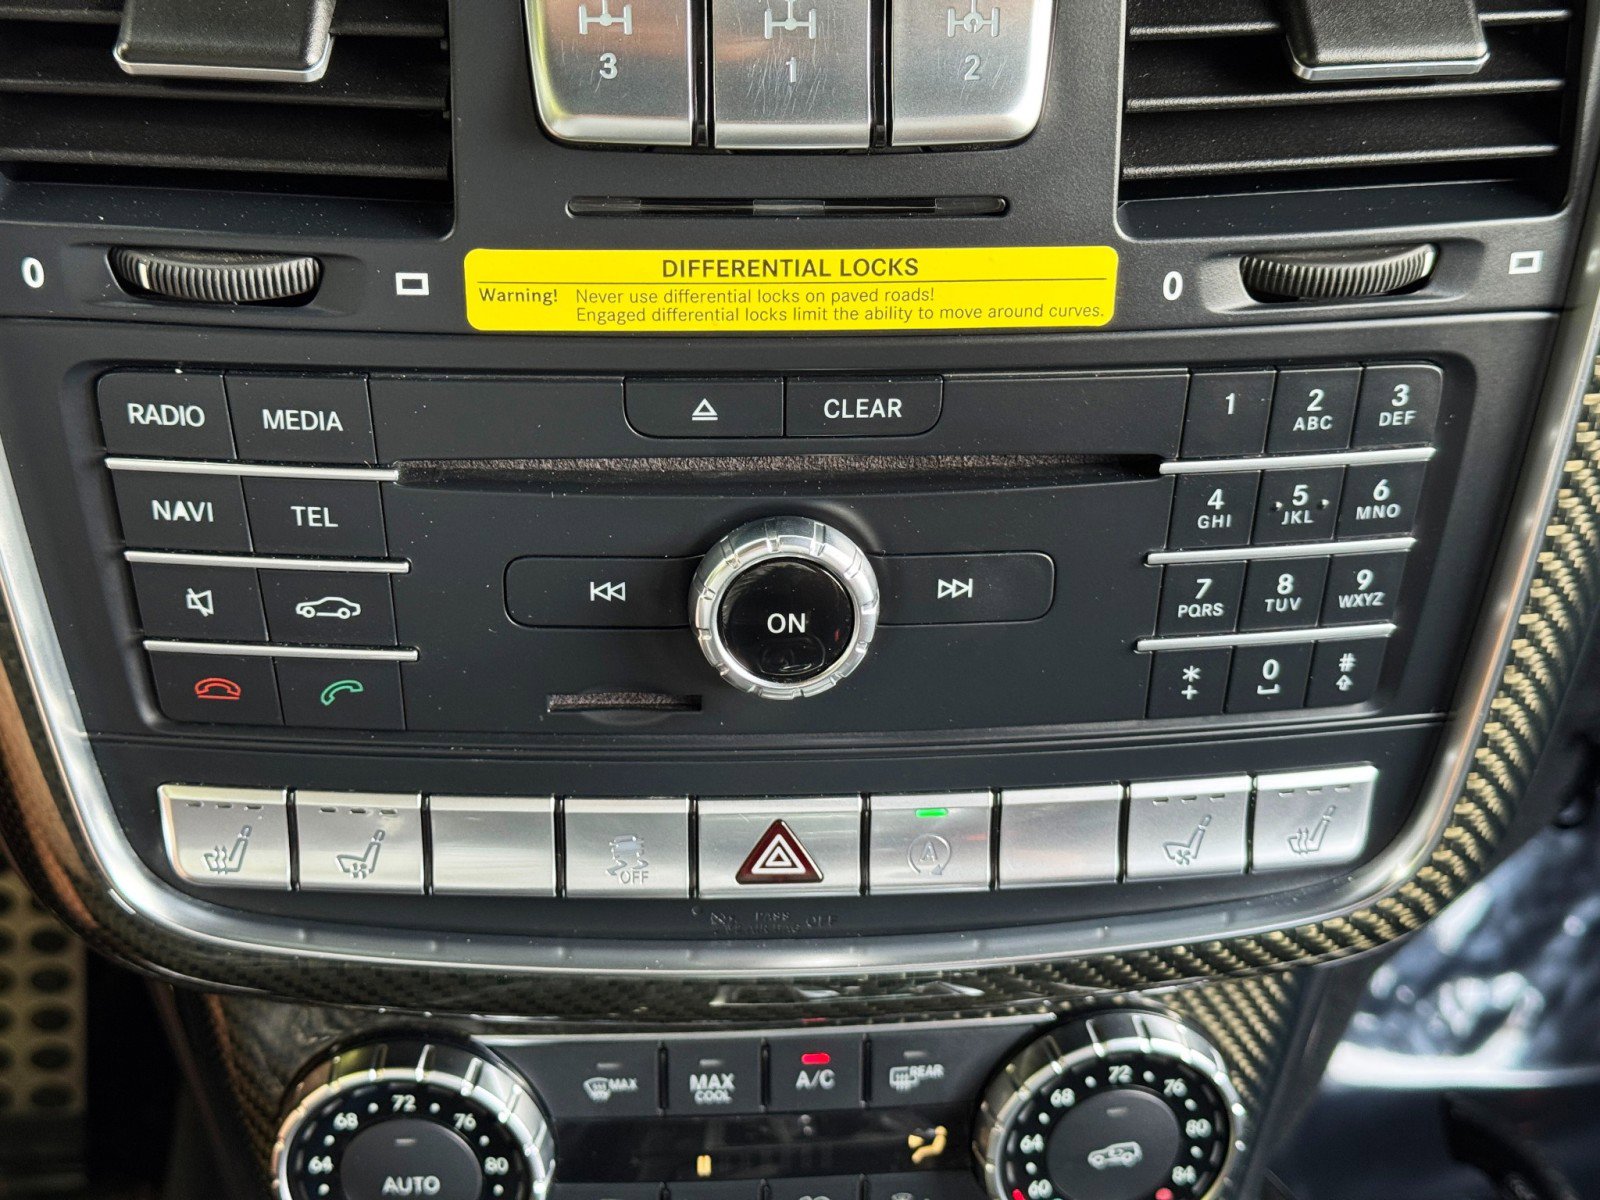 3 1 2
0 0
DIFFERENTIAL LOCKS
Warning! Never use differential locks on paved roads!
Engaged differential locks limit the ability to move around curves.
RADIO MEDIA CLEAR 1 2 ABC 3 DEF
NAVI TEL 4 GHI 5 JKL 6 MNO
ON 7 PQRS 8 TUV 9 WXYZ
* + 0 #
OFF A
PASS OFF
MAX MAX COOL A/C REAR
68 72 76 68 72 76
64 80 64 80
AUTO 60 84